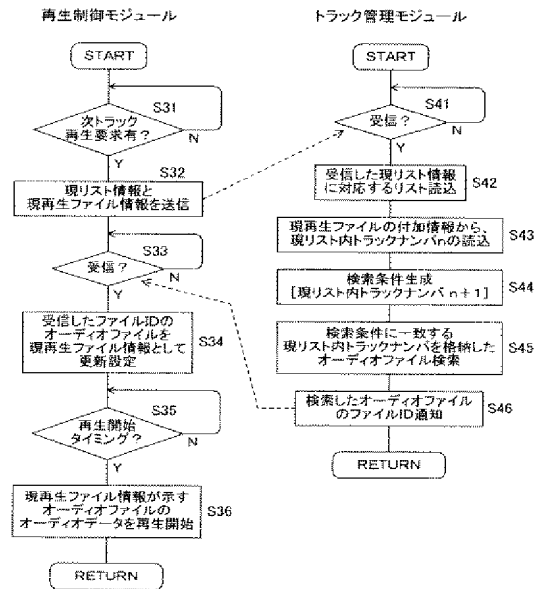 再生制御モジュール
START
S31
次トラック
再生要求有？
N
Y
S32
現リスト情報と
現再生ファイル情報を送信
S33
受信？
N
Y
受信したファイルIDの
オーディオファイルを
現再生ファイル情報として
更新設定
S34
S35
再生開始
タイミング？
N
Y
現再生ファイル情報が示す
オーディオファイルの
オーディオデータを再生開始
S36
RETURN
トラック管理モジュール
START
S41
受信？
N
Y
受信した現リスト情報
に対応するリスト読込
S42
現再生ファイルの付加情報から、
現リスト内トラックナンバnの読込
S43
検索条件生成
[現リスト内トラックナンバ n＋1]
S44
検索条件に一致する
現リスト内トラックナンバを格納した
オーディオファイル検索
S45
検索したオーディオファイル
のファイルID通知
S46
RETURN